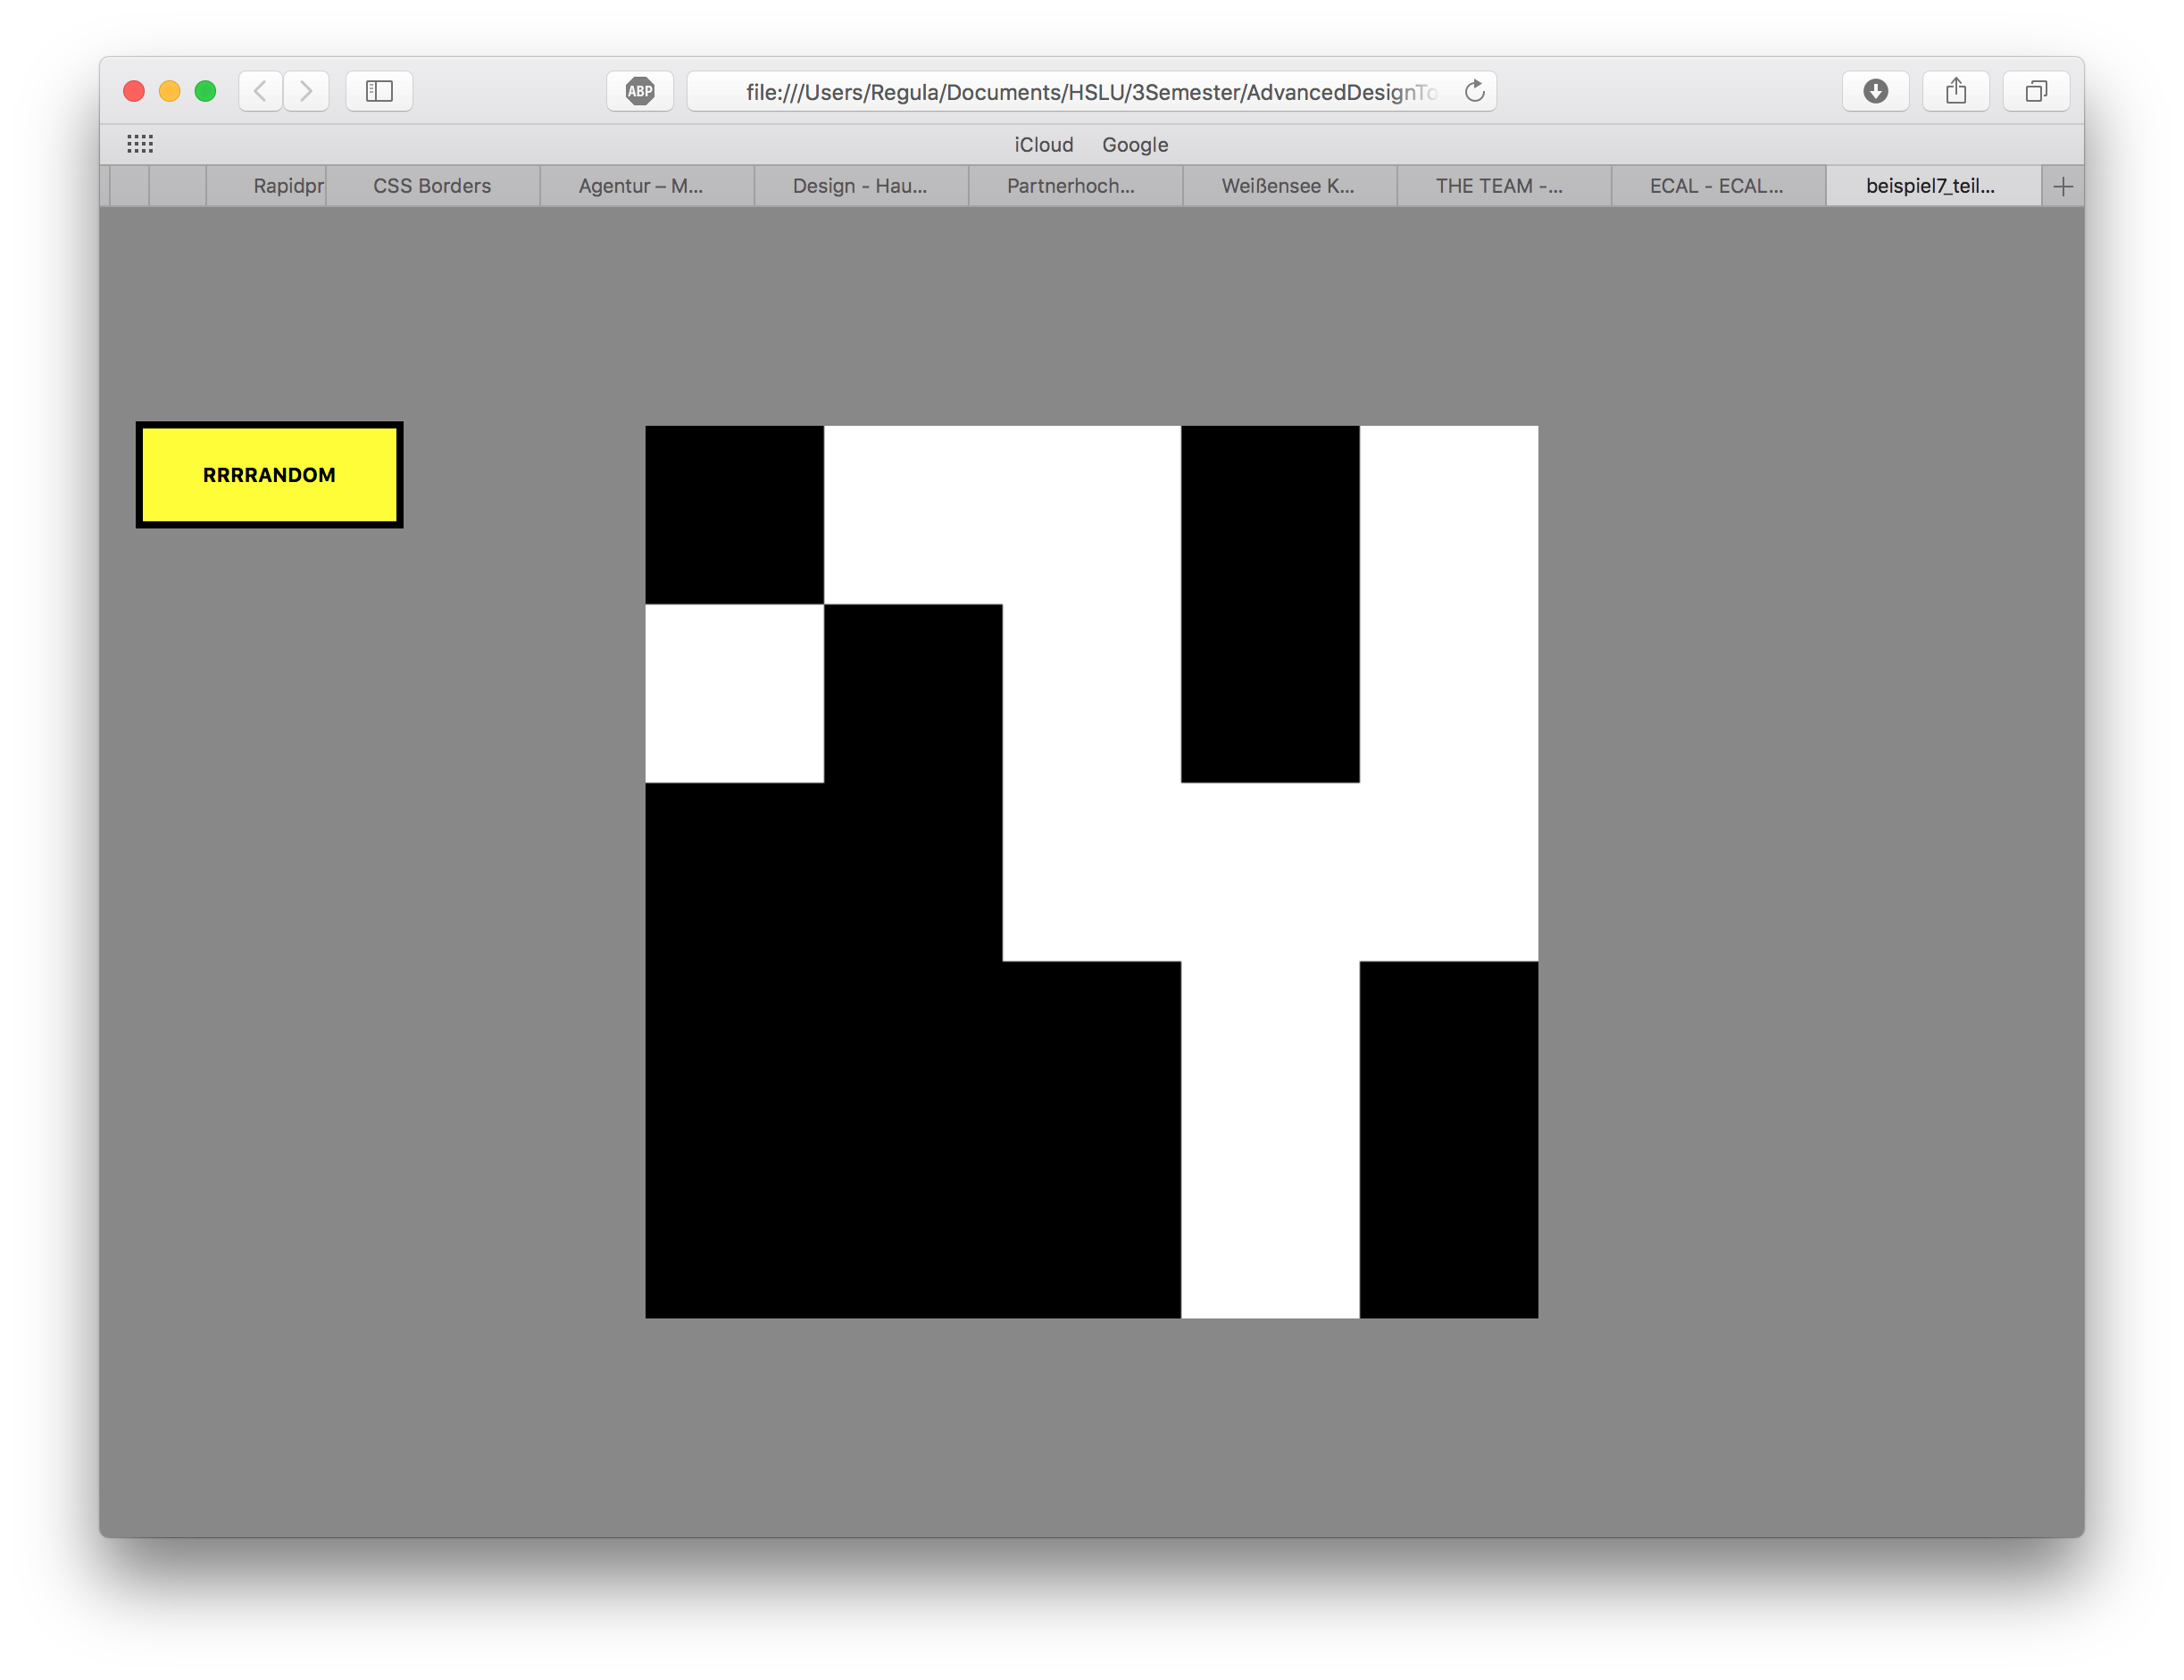 ABP
file:///Users/Regula/Documents/HSLU/3Semester/AdvancedDesignTo
iCloud Google
Rapidpr CSS Borders Agentur – M... Design - Hau... Partnerhoch... Weißensee K... THE TEAM -... ECAL - ECAL... beispiel7_teil...
RRRRANDOM